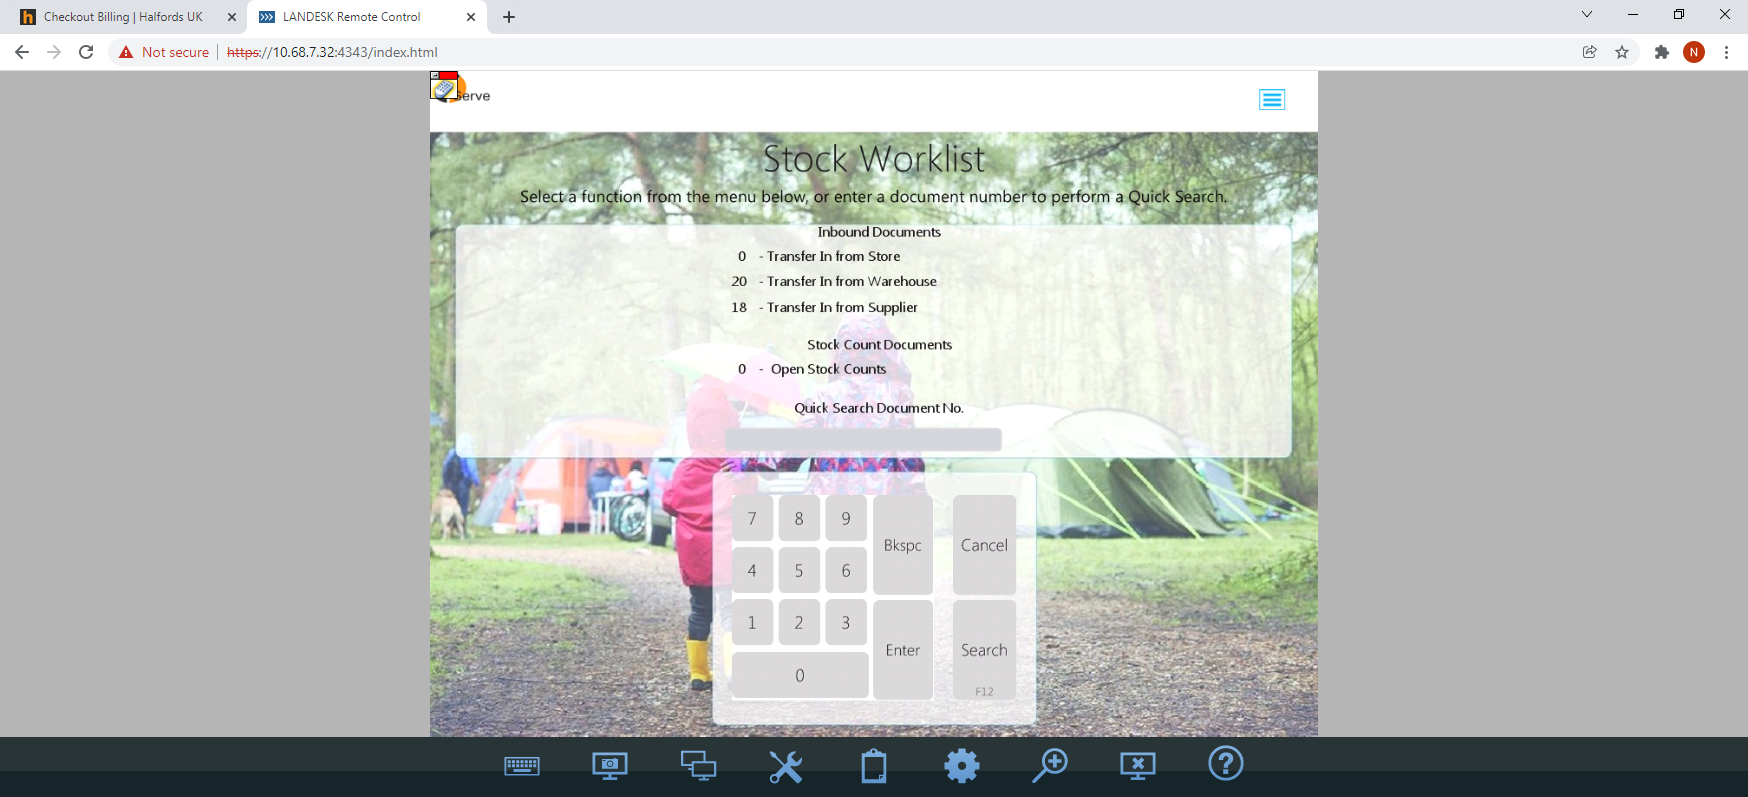 Checkout Billing | Halfords UK
LANDESK Remote Control
Not secure
https://10.68.7.32:4343/index.html
N
Serve
Stock Worklist
Select a function from the menu below, or enter a document number to perform a Quick Search.
Inbound Documents
0 - Transfer In from Store
20 - Transfer In from Warehouse
18 - Transfer In from Supplier
Stock Count Documents
0 - Open Stock Counts
Quick Search Document No.
7 8 9
Bkspc Cancel
4 5 6
1 2 3
Enter Search
0
F12